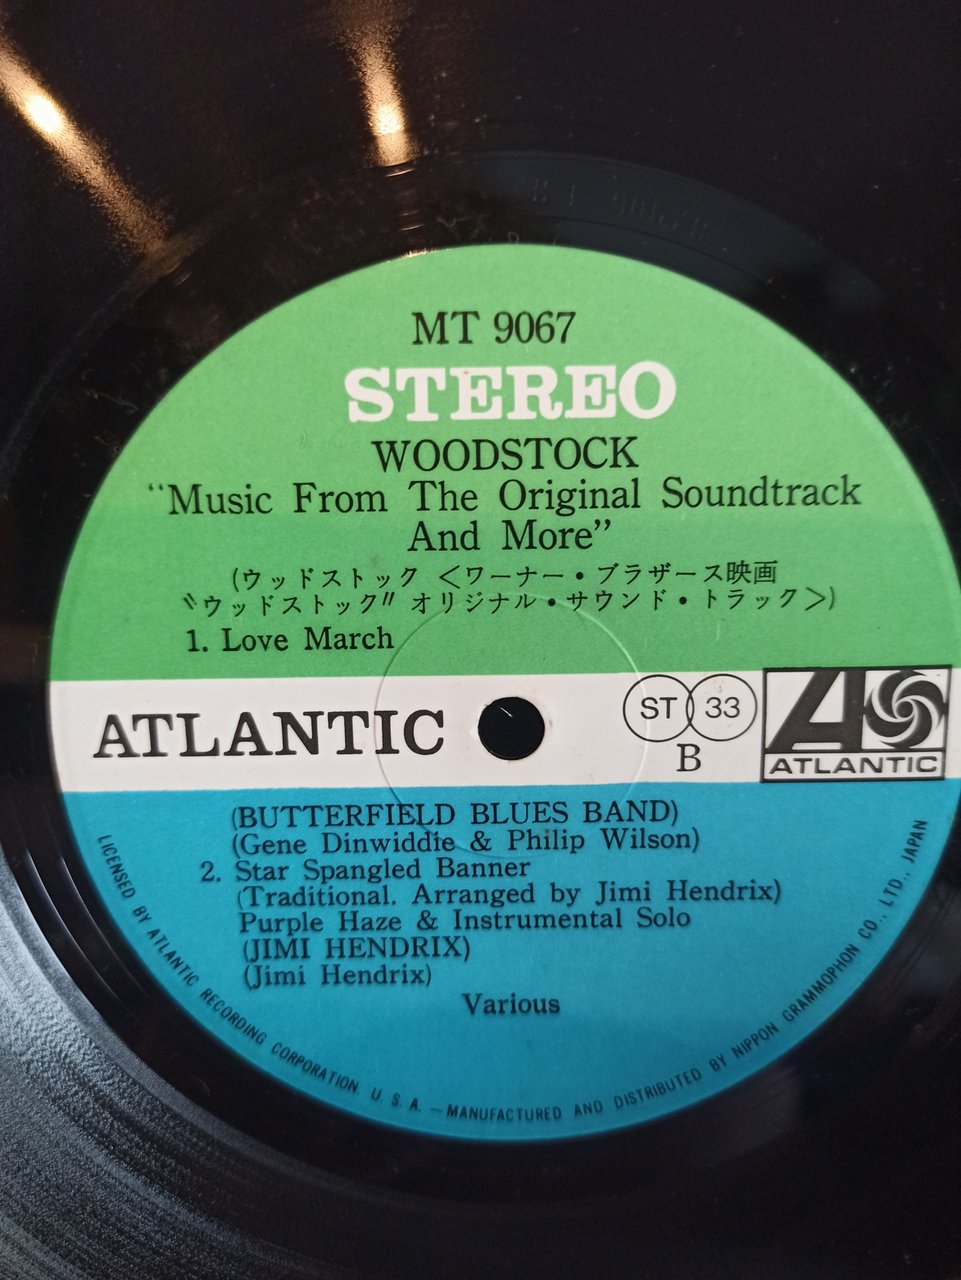 MT 9067
STEREO
WOODSTOCK
“Music From The Original Soundtrack
And More”
(ウッドストック <ワーナー・ブラザース映画
〝ウッドストック〃 オリジナル・サウンド・トラック>)
1. Love March
ATLANTIC
ST 33
B
ATLANTIC
(BUTTERFIELD BLUES BAND)
(Gene Dinwiddie & Philip Wilson)
2. Star Spangled Banner
(Traditional. Arranged by Jimi Hendrix)
Purple Haze & Instrumental Solo
(JIMI HENDRIX)
(Jimi Hendrix)
Various
LICENSED BY ATLANTIC RECORDING CORPORATION. U. S. A. — MANUFACTURED AND DISTRIBUTED BY NIPPON GRAMMOPHON CO., LTD., JAPAN